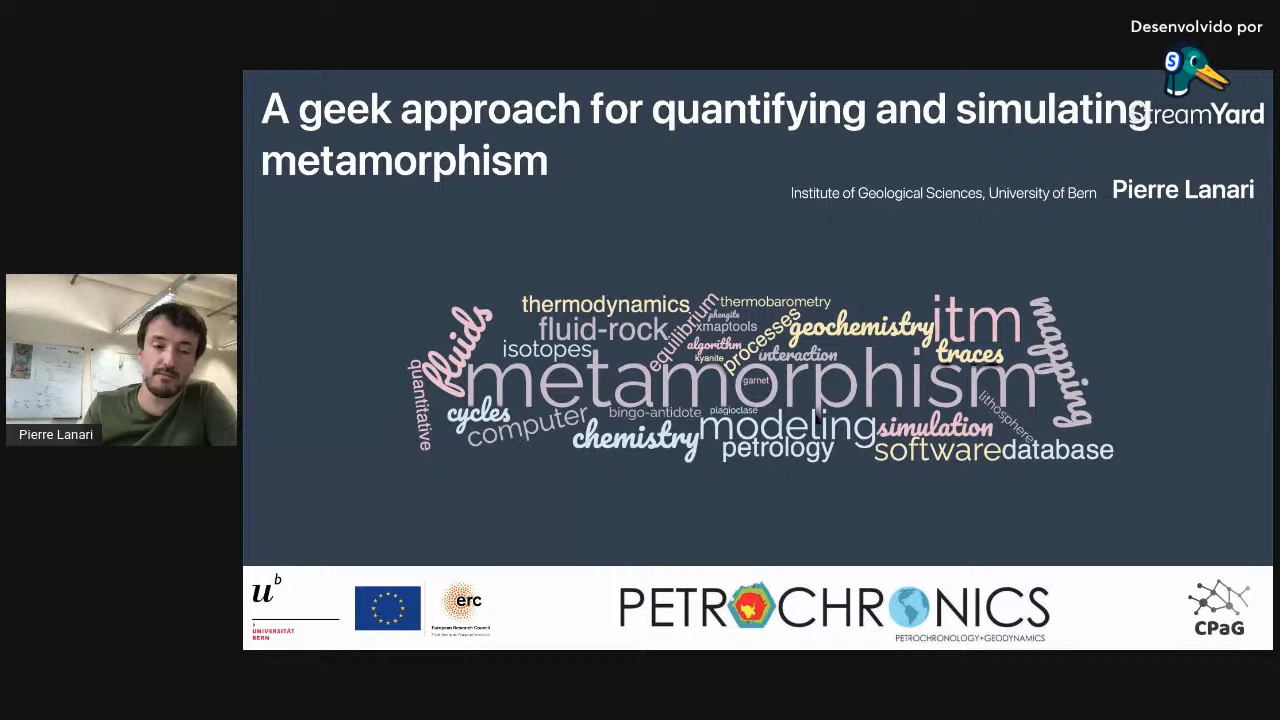 Desenvolvido por
StreamYard
A geek approach for quantifying and simulating
metamorphism
Institute of Geological Sciences, University of Bern Pierre Lanari
thermodynamics
equilibrium
thermobarometry
phengite
fluids
fluid-rock
xmaptools
processes
geochemistry
itm
mapping
isotopes
algorithm
kyanite
interaction
traces
quantitative
metamorphism
garnet
lithosphere
cycles
computer
bingo-antidote
plagioclase
chemistry
modeling
simulation
petrology
software
database
Pierre Lanari
u
b
b
UNIVERSITÄT
BERN
erc
European Research Council
PETROCHRONICS
PETROCHRONOLOGY+GEODYNAMICS
CPaG